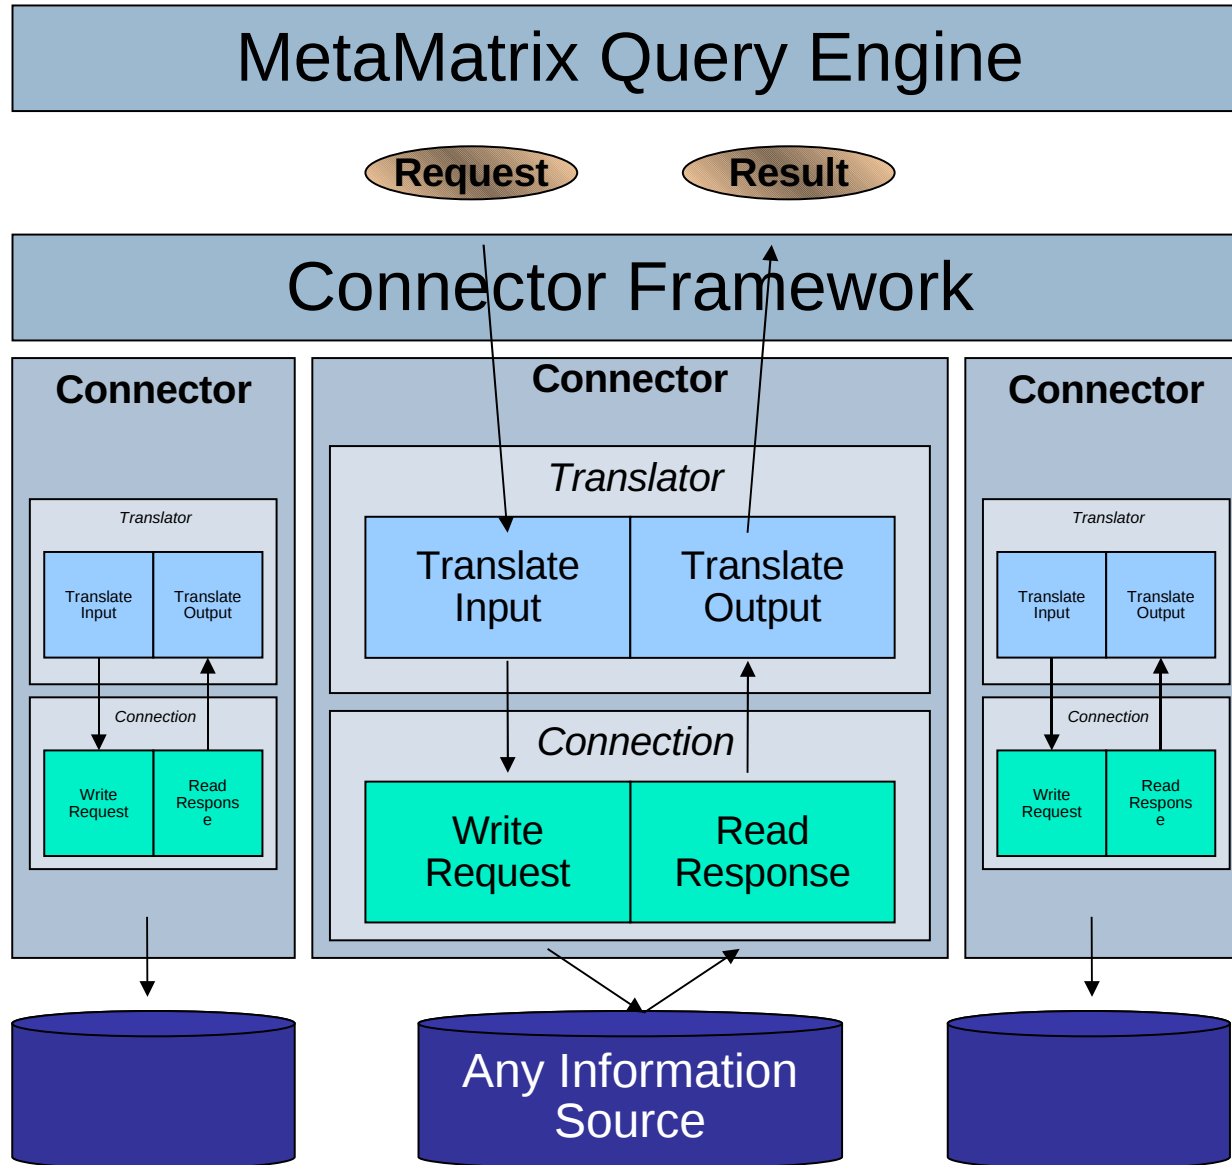 MetaMatrix Query Engine
Request
Result
Connector Framework
Connector
Translator
Translate
Input
Translate
Output
Connection
Write
Request
Read
Respons
e
Connector
Translator
Translate
Input
Translate
Output
Connection
Write
Request
Read
Response
Connector
Translator
Translate
Input
Translate
Output
Connection
Write
Request
Read
Respons
e
Any Information
Source